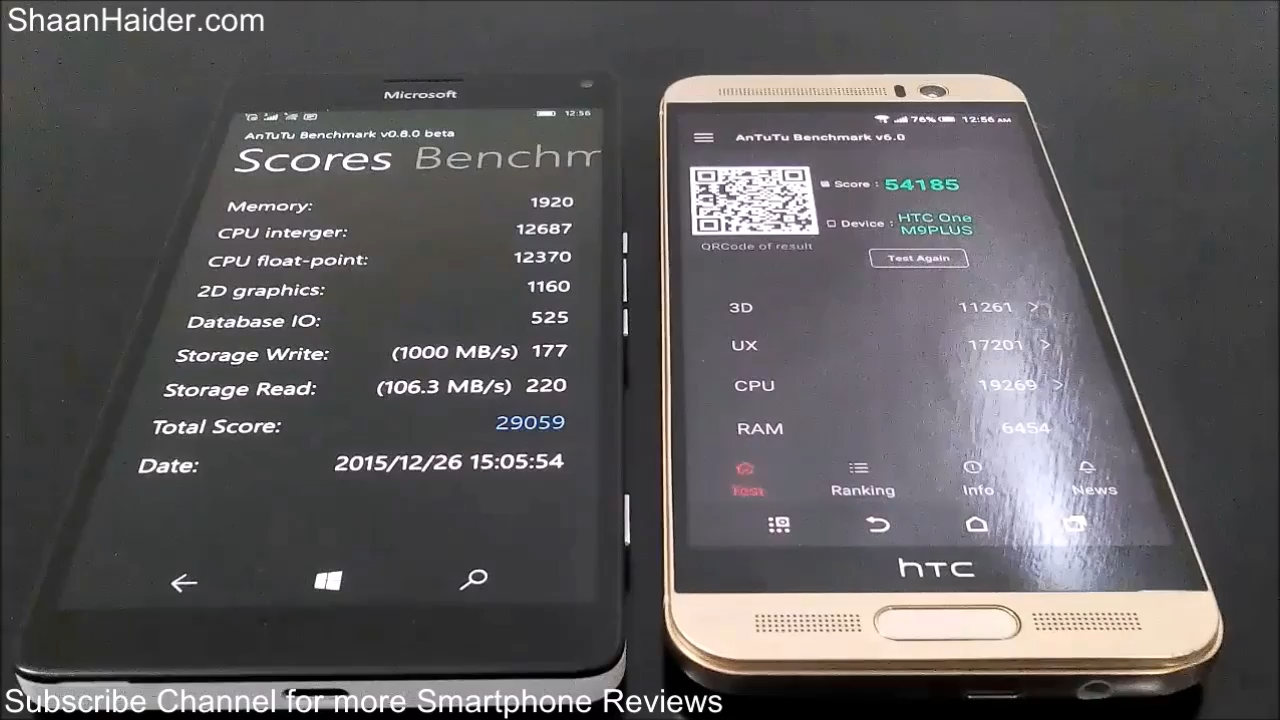 ShaanHaider.com
Microsoft
12:56
AnTuTu Benchmark v0.8.0 beta
Scores Benchm
Memory: 1920
CPU interger: 12687
CPU float-point: 12370
2D graphics: 1160
Database IO: 525
Storage Write: (1000 MB/s) 177
Storage Read: (106.3 MB/s) 220
Total Score: 29059
Date: 2015/12/26 15:05:54
76% 12:56 AM
AnTuTu Benchmark v6.0
Score : 54185
Device : HTC One
M9PLUS
QRCode of result
Test Again
3D 11261 >
UX 17201 >
CPU 19269 >
RAM 6454
Test Ranking Info News
hTC
Subscribe Channel for more Smartphone Reviews